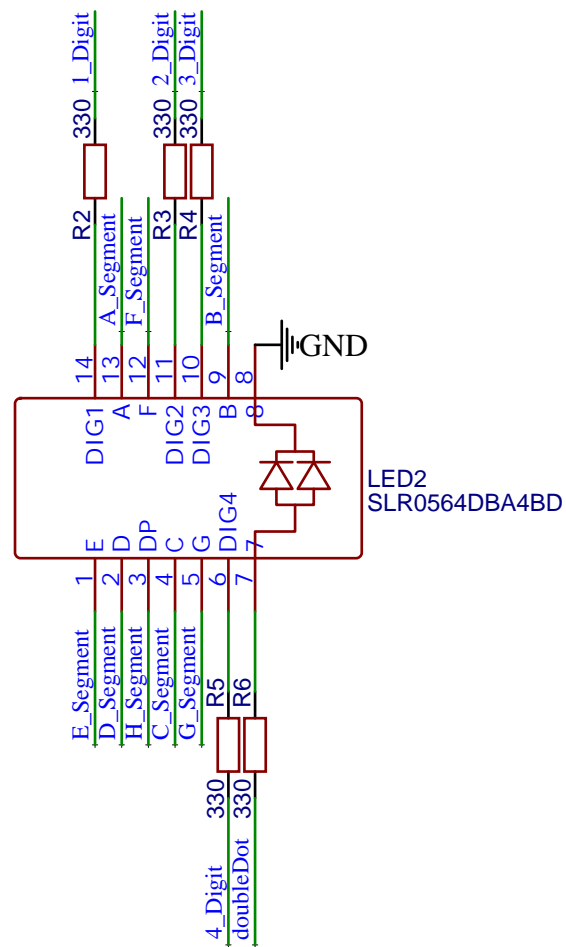 1_Digit
2_Digit
3_Digit
330
330
330
R2
R3
R4
A_Segment
F_Segment
B_Segment
GND
14
13
12
11
10
9
8
DIG1
A
F
DIG2
DIG3
B
8
LED2
SLR0564DBA4BD
E
D
DP
C
G
DIG4
7
1
2
3
4
5
6
7
E_Segment
D_Segment
H_Segment
C_Segment
G_Segment
R5
R6
330
330
4_Digit
doubleDot